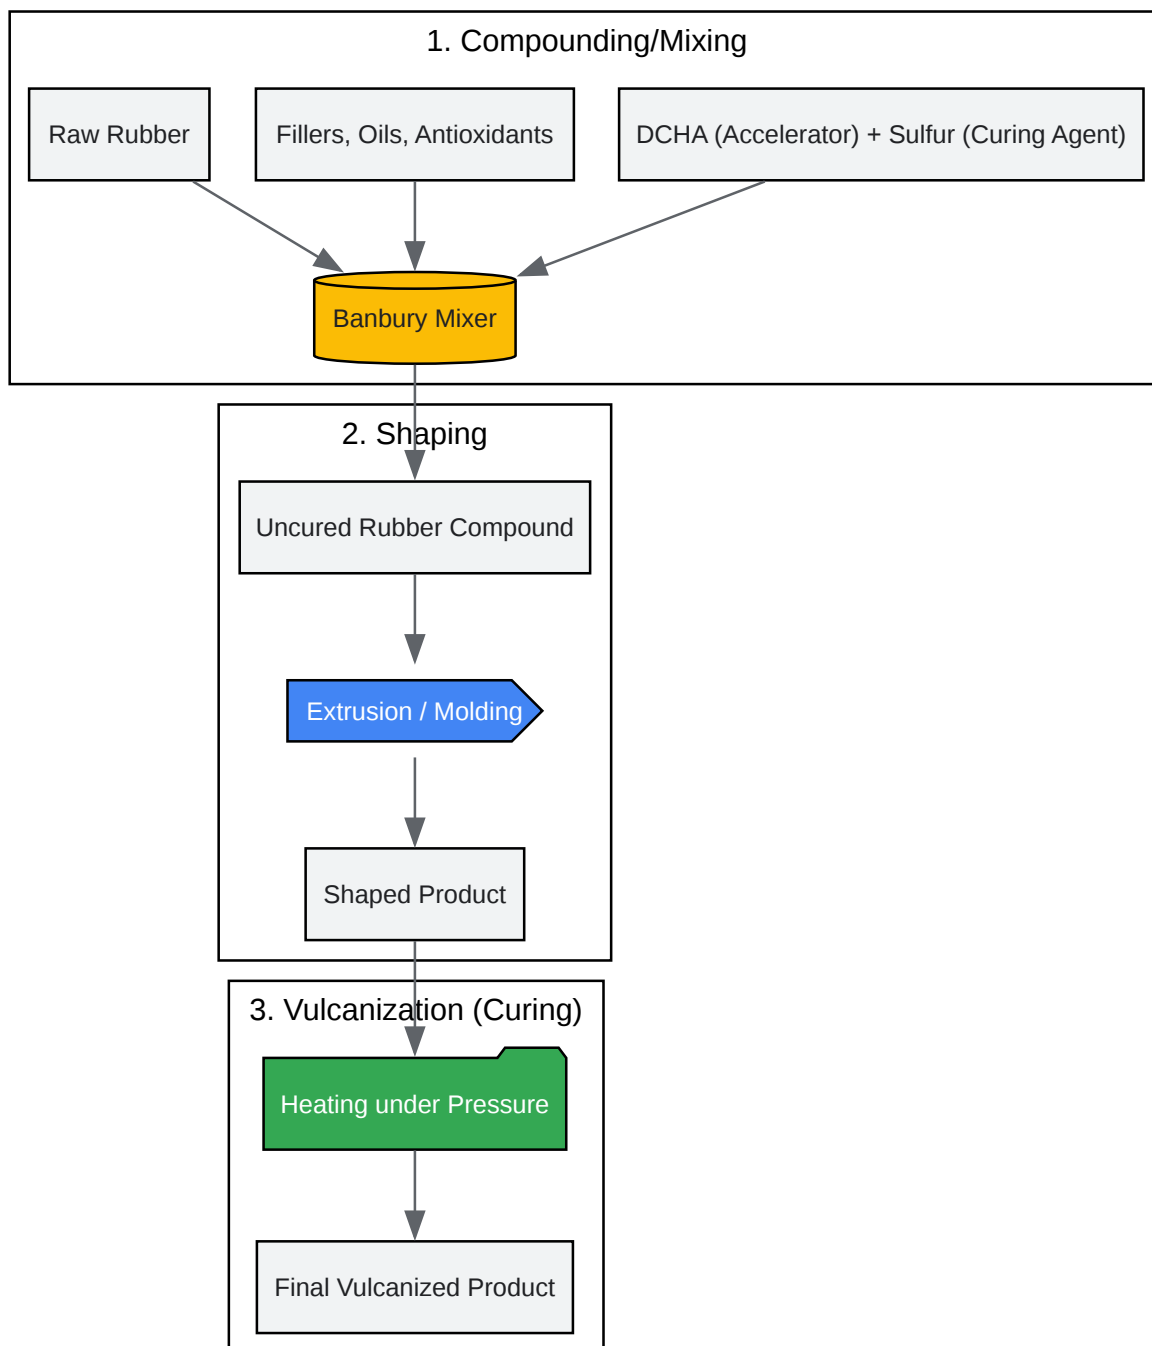 1. Compounding/Mixing
Raw Rubber
Fillers, Oils, Antioxidants
DCHA (Accelerator) + Sulfur (Curing Agent)
Banbury Mixer
2. Shaping
Uncured Rubber Compound
Extrusion / Molding
Shaped Product
3. Vulcanization (Curing)
Heating under Pressure
Final Vulcanized Product